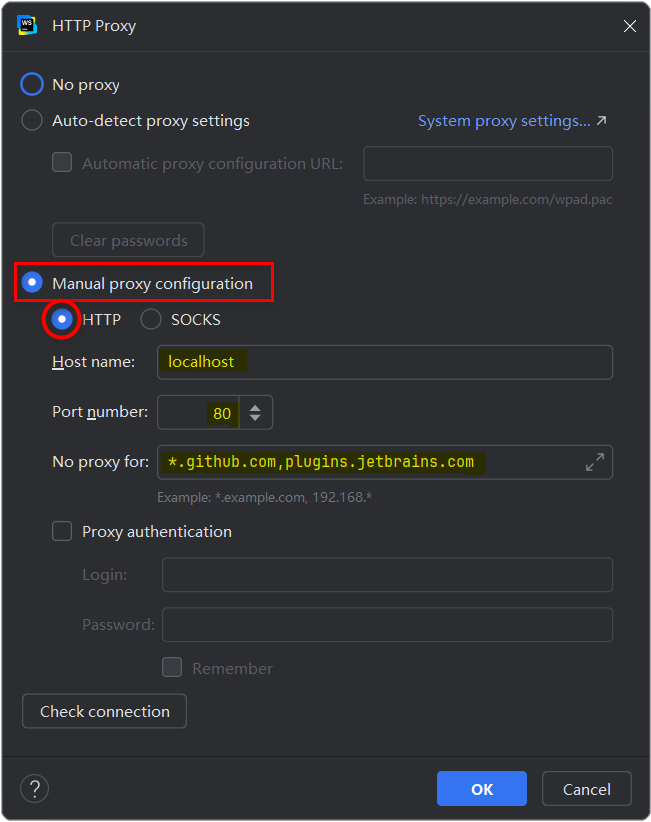 WS
HTTP Proxy
No proxy
Auto-detect proxy settings
System proxy settings...
Automatic proxy configuration URL:
Example: https://example.com/wpad.pac
Clear passwords
Manual proxy configuration
HTTP
SOCKS
Host name:
localhost
Port number:
80
No proxy for:
*.github.com,plugins.jetbrains.com
Example: *.example.com, 192.168.*
Proxy authentication
Login:
Password:
Remember
Check connection
?
OK
Cancel